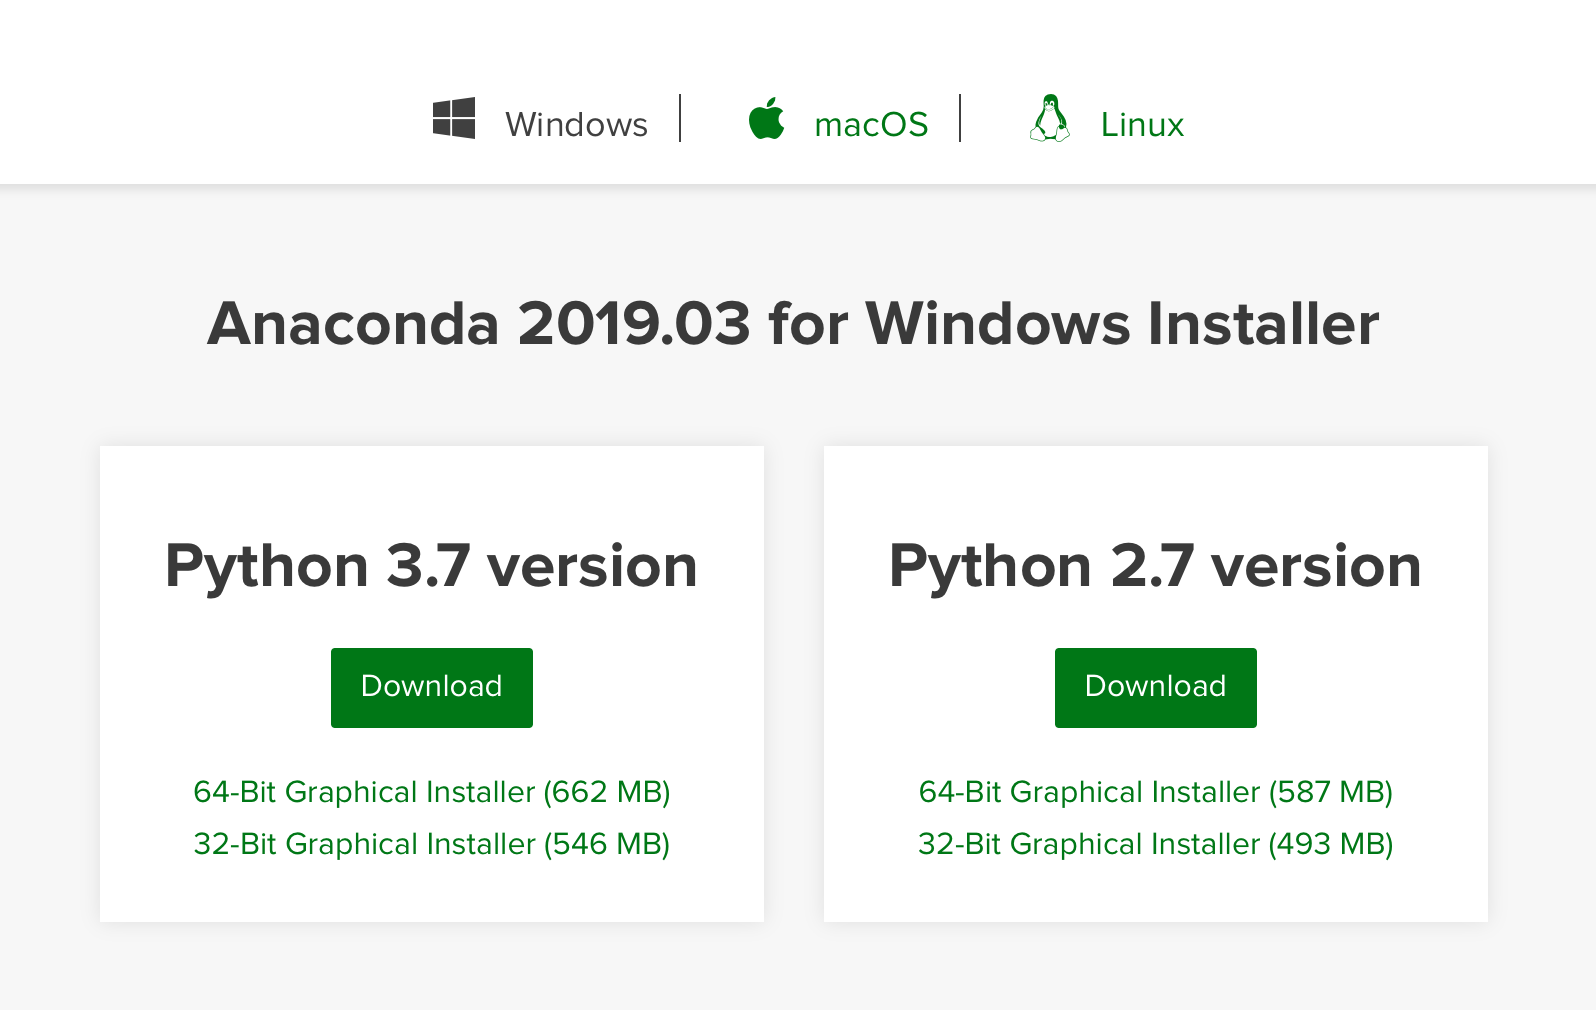 Windows macOS Linux
Anaconda 2019.03 for Windows Installer
Python 3.7 version
Download
64-Bit Graphical Installer (662 MB)
32-Bit Graphical Installer (546 MB)
Python 2.7 version
Download
64-Bit Graphical Installer (587 MB)
32-Bit Graphical Installer (493 MB)